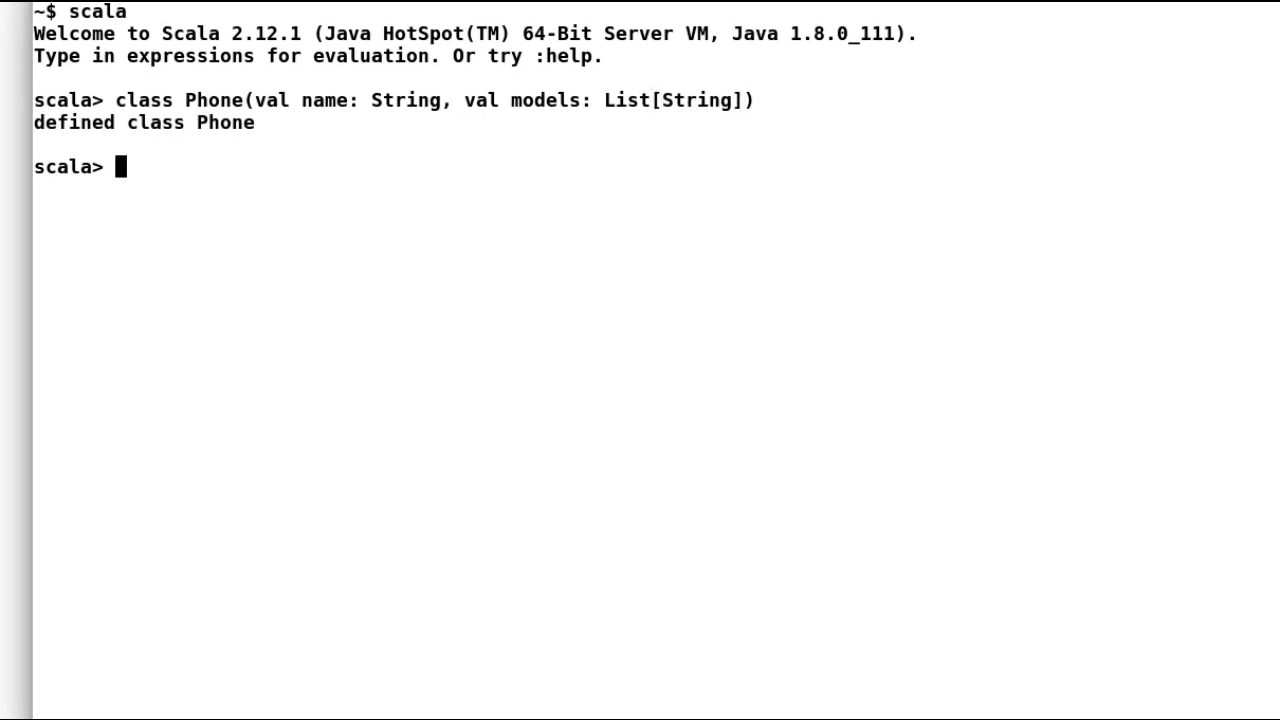 ~$ scala
Welcome to Scala 2.12.1 (Java HotSpot(TM) 64-Bit Server VM, Java 1.8.0_111).
Type in expressions for evaluation. Or try :help.
scala> class Phone(val name: String, val models: List[String])
defined class Phone
scala>